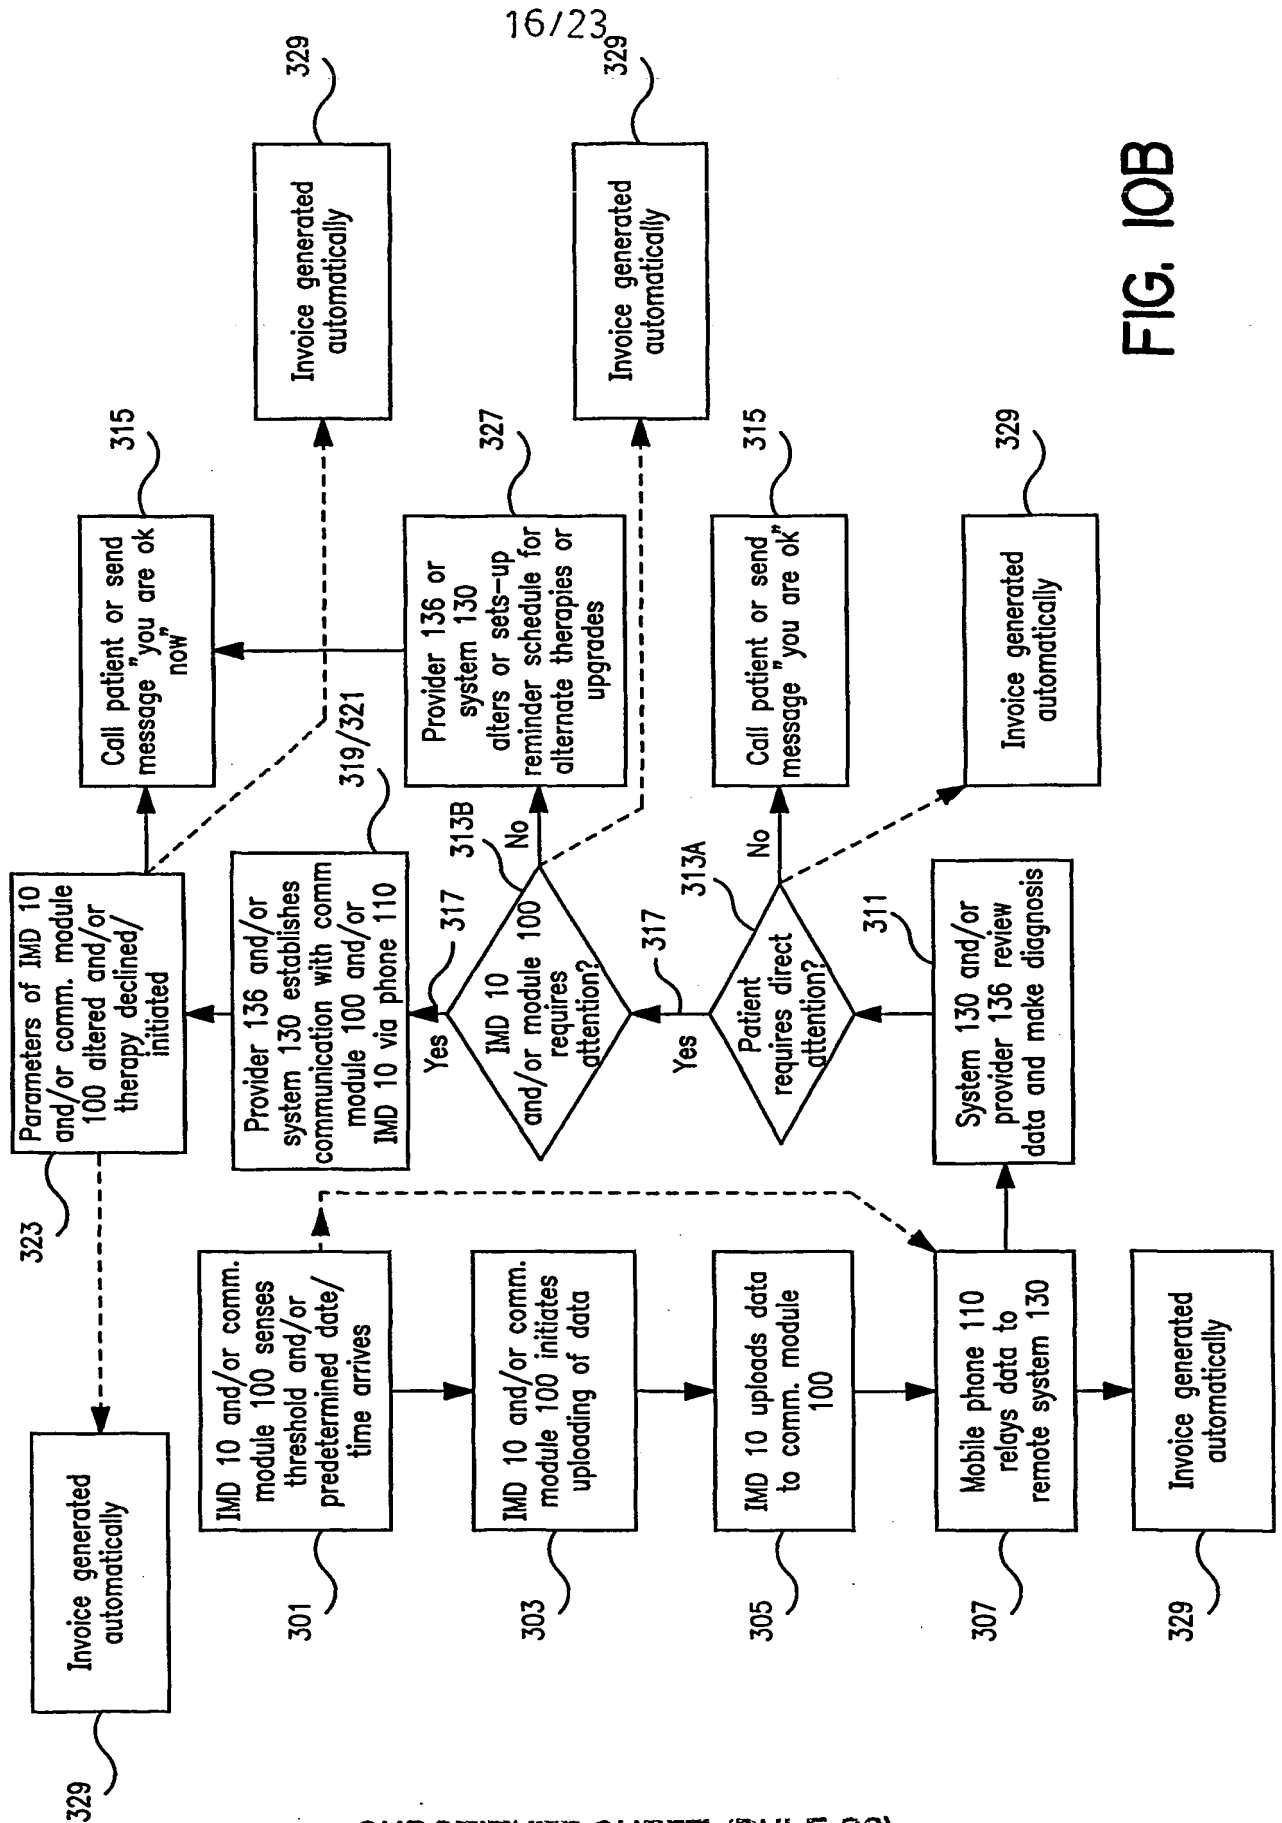 16/23
IMD 10 and/or comm.
module 100 senses
threshold and/or
predetermined date/
time arrives
301
IMD 10 and/or comm.
module 100 initiates
uploading of data
303
IMD 10 uploads data
to comm. module
100
305
Mobile phone 110
relays data to
remote system 130
307
Invoice generated
automatically
329
System 130 and/or
provider 136 review
data and make diagnosis
311
Patient
requires direct
attention?
313A
No
Call patient or send
message "you are ok"
315
Invoice generated
automatically
329
Yes
317
IMD 10
and/or module 100
requires
attention?
313B
No
Provider 136 or
system 130
alters or sets-up
reminder schedule for
alternate therapies or
upgrades
327
Invoice generated
automatically
329
Yes
317
Provider 136 and/or
system 130 establishes
communication with comm
module 100 and/or
IMD 10 via phone 110
319/321
Parameters of IMD 10
and/or comm. module
100 altered and/or
therapy declined/
initiated
323
Call patient or send
message "you are ok
now"
315
Invoice generated
automatically
329
Invoice generated
automatically
329
FIG. 10B